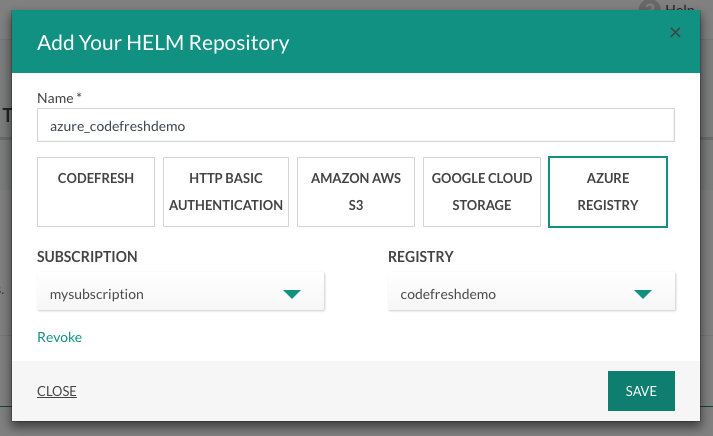 Help
Add Your HELM Repository
×
T
Name *
azure_codefreshdemo
CODEFRESH
HTTP BASIC
AUTHENTICATION
AMAZON AWS
S3
GOOGLE CLOUD
STORAGE
AZURE
REGISTRY
SUBSCRIPTION
REGISTRY
mysubscription
codefreshdemo
Revoke
CLOSE
SAVE